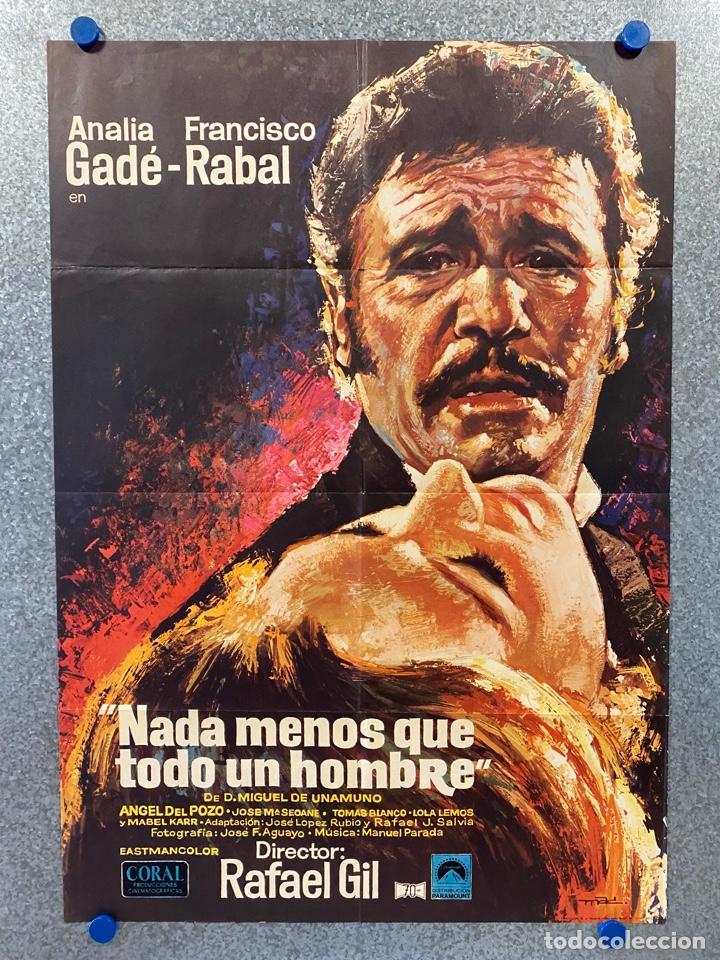 Analia Francisco
Gadé-Rabal
en
"Nada menos que
todo un hombre"
DE D. MIGUEL DE UNAMUNO
ANGEL DEL POZO • JOSE Mª SEOANE • TOMAS BLANCO • LOLA LEMOS
Y MABEL KARR • Adaptación: José Lopez Rubio y Rafael J. Salvia
Fotografía: José F. Aguayo • Música: Manuel Parada
EASTMANCOLOR
Director:
Rafael Gil
CORAL
PRODUCCIONES
CINEMATOGRAFICAS
70
DISTRIBUCION
PARAMOUNT
mac
todocoleccion